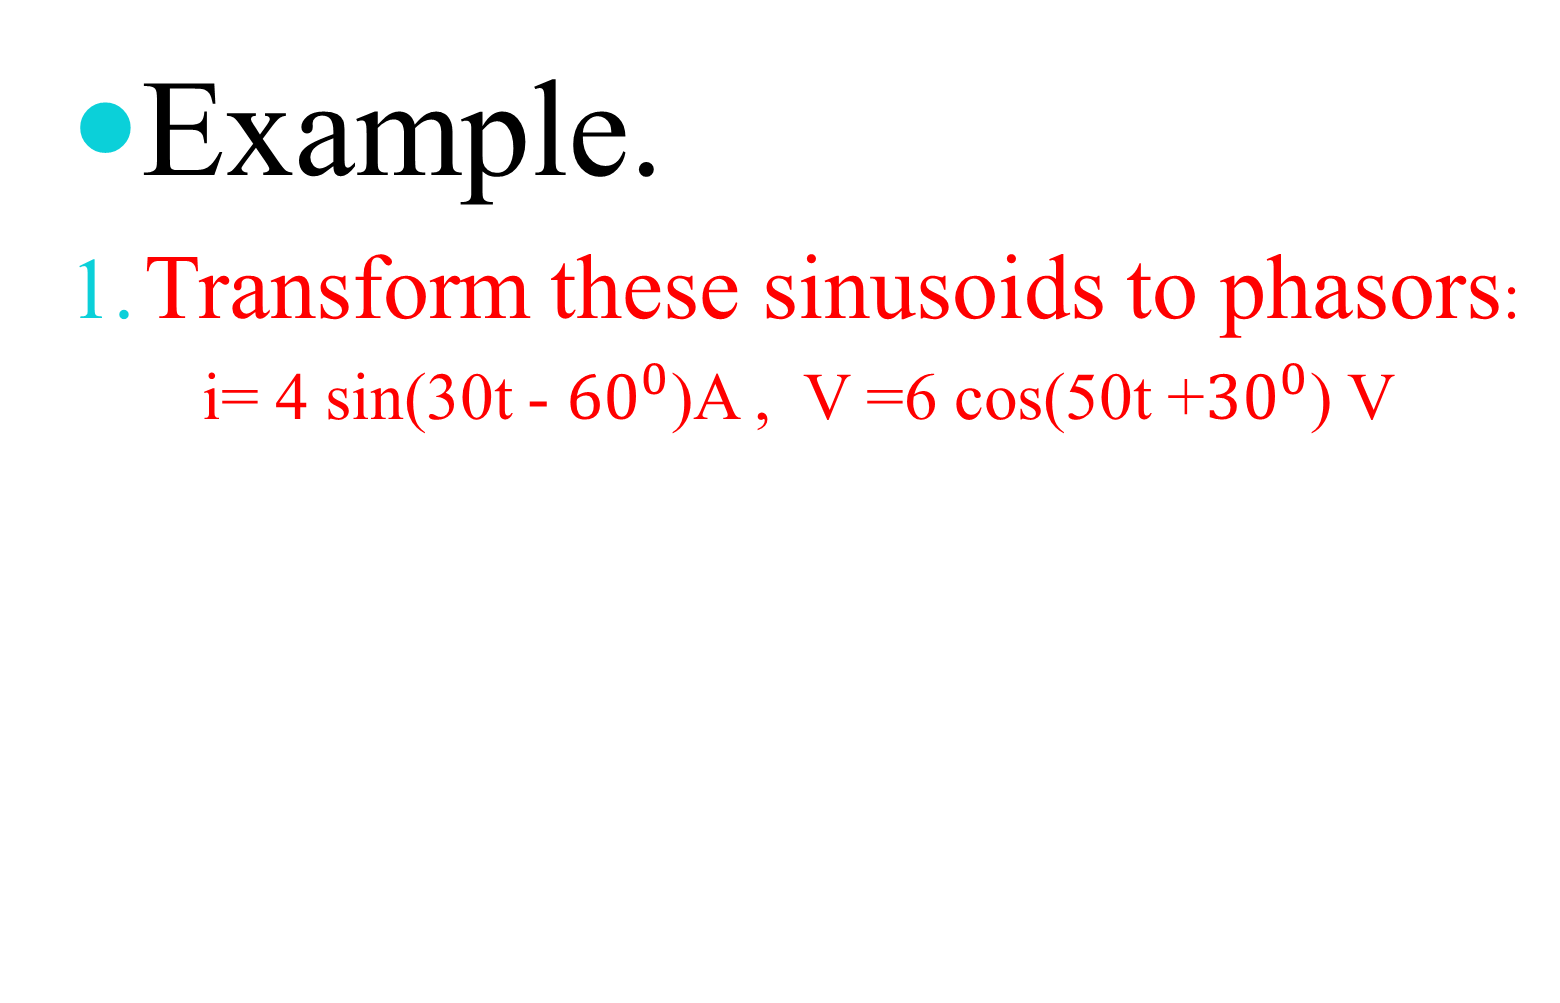 •Example.
1. Transform these sinusoids to phasors:
i= 4 sin(30t - 60⁰)A , V =6 cos(50t +30⁰) V